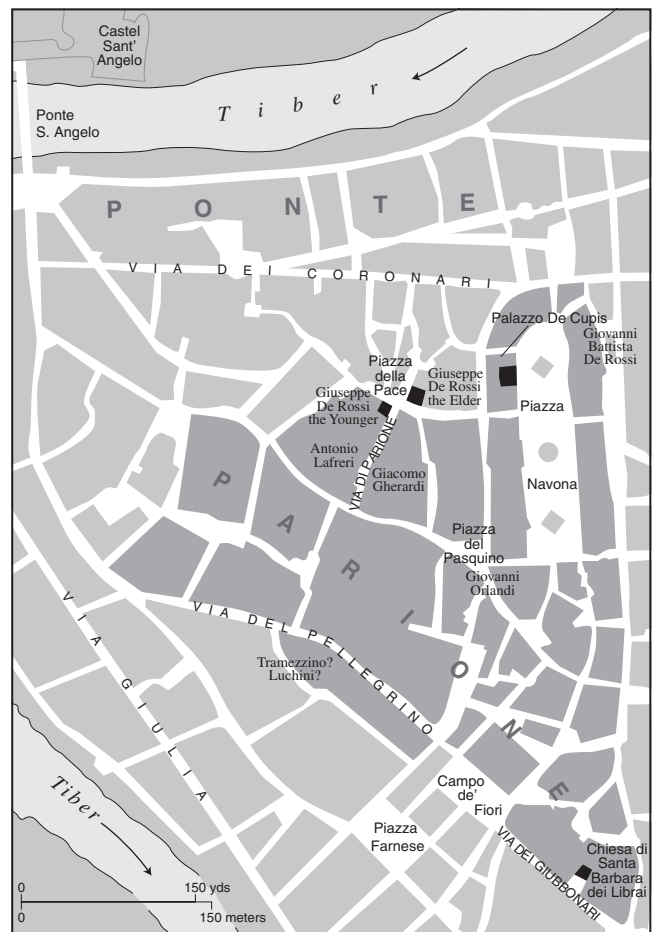 Castel
Sant'
Angelo
Tiber
Ponte
S. Angelo
PONTE
VIA DEI CORONARI
Palazzo De Cupis
Giovanni
Battista
De Rossi
Piazza
della
Pace
Giuseppe
De Rossi
the Elder
Giuseppe
De Rossi
the Younger
Piazza
Navona
Antonio
Lafreri
VIA DI PARIONE
Giacomo
Gherardi
PARIONE
Piazza
del
Pasquino
Giovanni
Orlandi
VIA DEL PELLEGRINO
VIA GIULIA
Tramezzino?
Luchini?
Tiber
Campo
de'
Fiori
Piazza
Farnese
VIA DEI GIUBBONARI
Chiesa di
Santa
Barbara
dei Librai
0 150 yds
0 150 meters